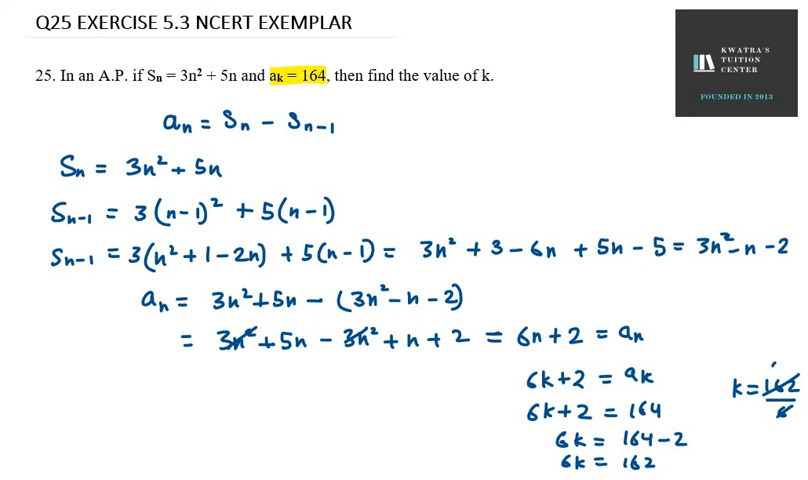 Q25 EXERCISE 5.3 NCERT EXEMPLAR
KWATRA'S
TUITION
CENTER
FOUNDED IN 2013
25. In an A.P. if Sₙ = 3n² + 5n and aₖ = 164, then find the value of k.
aₙ = Sₙ - Sₙ₋₁
Sₙ = 3n² + 5n
Sₙ₋₁ = 3(n-1)² + 5(n-1)
Sₙ₋₁ = 3(n²+1-2n) + 5(n-1) = 3n² + 3 - 6n + 5n - 5 = 3n² - n - 2
aₙ = 3n²+5n - (3n² - n - 2)
= 3n² + 5n - 3n² + n + 2 = 6n + 2 = aₙ
6k+2 = aₖ
6k+2 = 164
6k = 164-2
6k = 162
k = 162/6